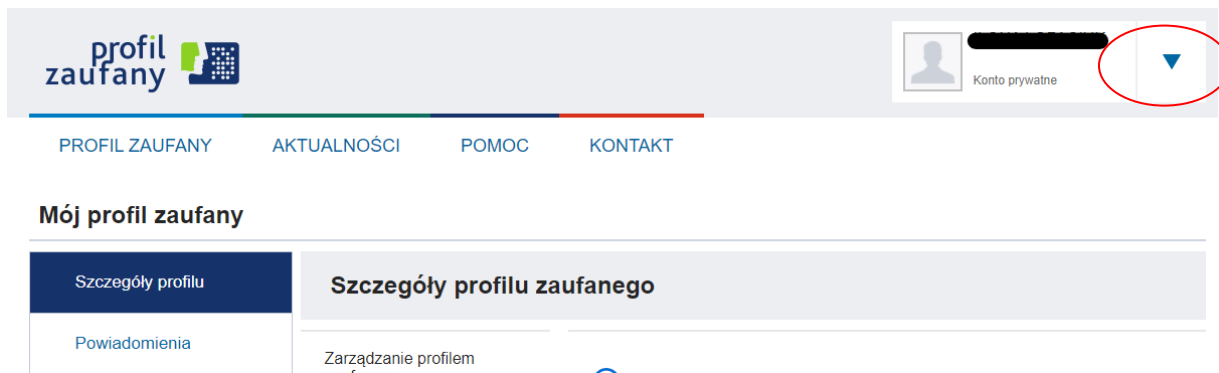 profil
zaufany
Konto prywatne
PROFIL ZAUFANY AKTUALNOŚCI POMOC KONTAKT
Mój profil zaufany
Szczegóły profilu
Szczegóły profilu zaufanego
Powiadomienia
Zarządzanie profilem